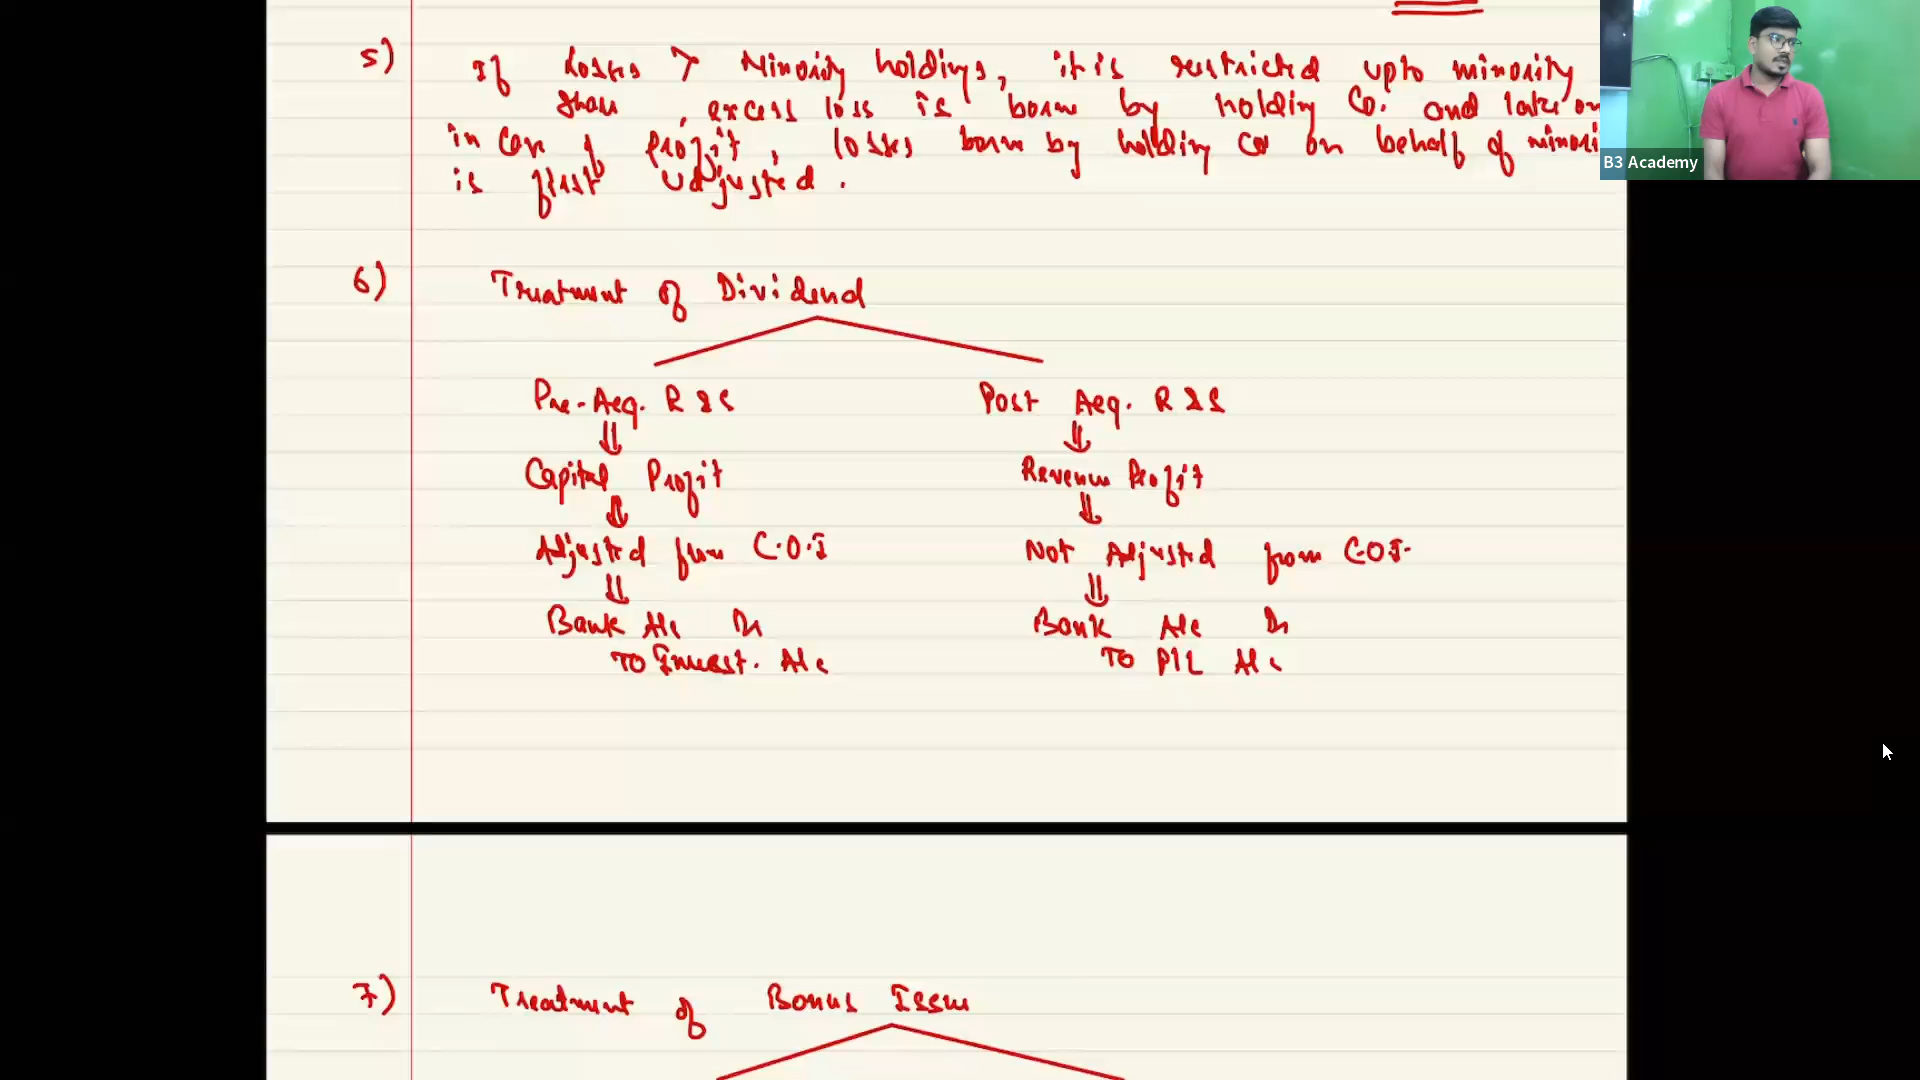 5) If Losses > Minority holdings, it is restricted upto minority
share, excess loss is borne by holding Co. and later on
in case of profit, losses borne by holding co on behalf of minori
is first adjusted.
6) Treatment of Dividend
Pre-Acq. R & S Post Acq. R & S
Capital Profit Revenue Profit
Adjusted from C.O.I Not Adjusted from C.O.I.
Bank A/c Dr Bank A/c Dr
To Invest. A/c To P/L A/c
7) Treatment of Bonus Issue
B3 Academy